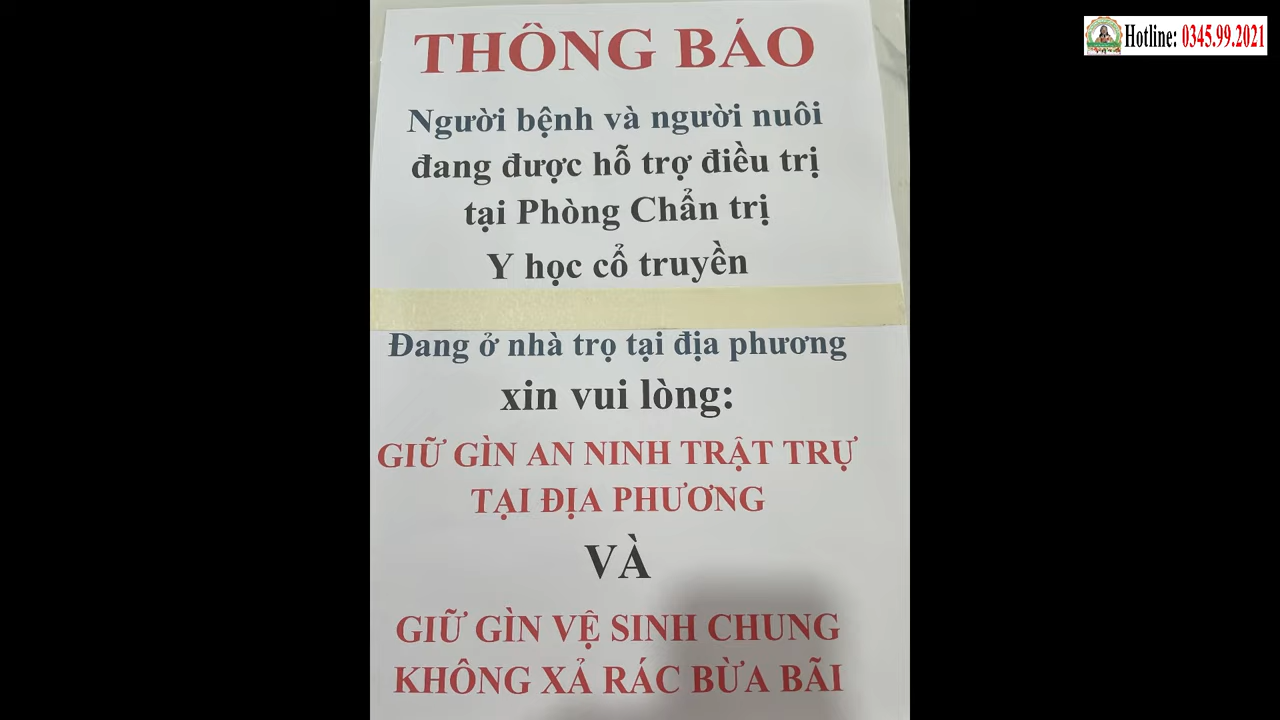 THÔNG BÁO
Người bệnh và người nuôi
đang được hỗ trợ điều trị
tại Phòng Chẩn trị
Y học cổ truyền
Đang ở nhà trọ tại địa phương
xin vui lòng:
GIỮ GÌN AN NINH TRẬT TRỰ
TẠI ĐỊA PHƯƠNG
VÀ
GIỮ GÌN VỆ SINH CHUNG
KHÔNG XẢ RÁC BỪA BÃI
Hotline: 0345.99.2021